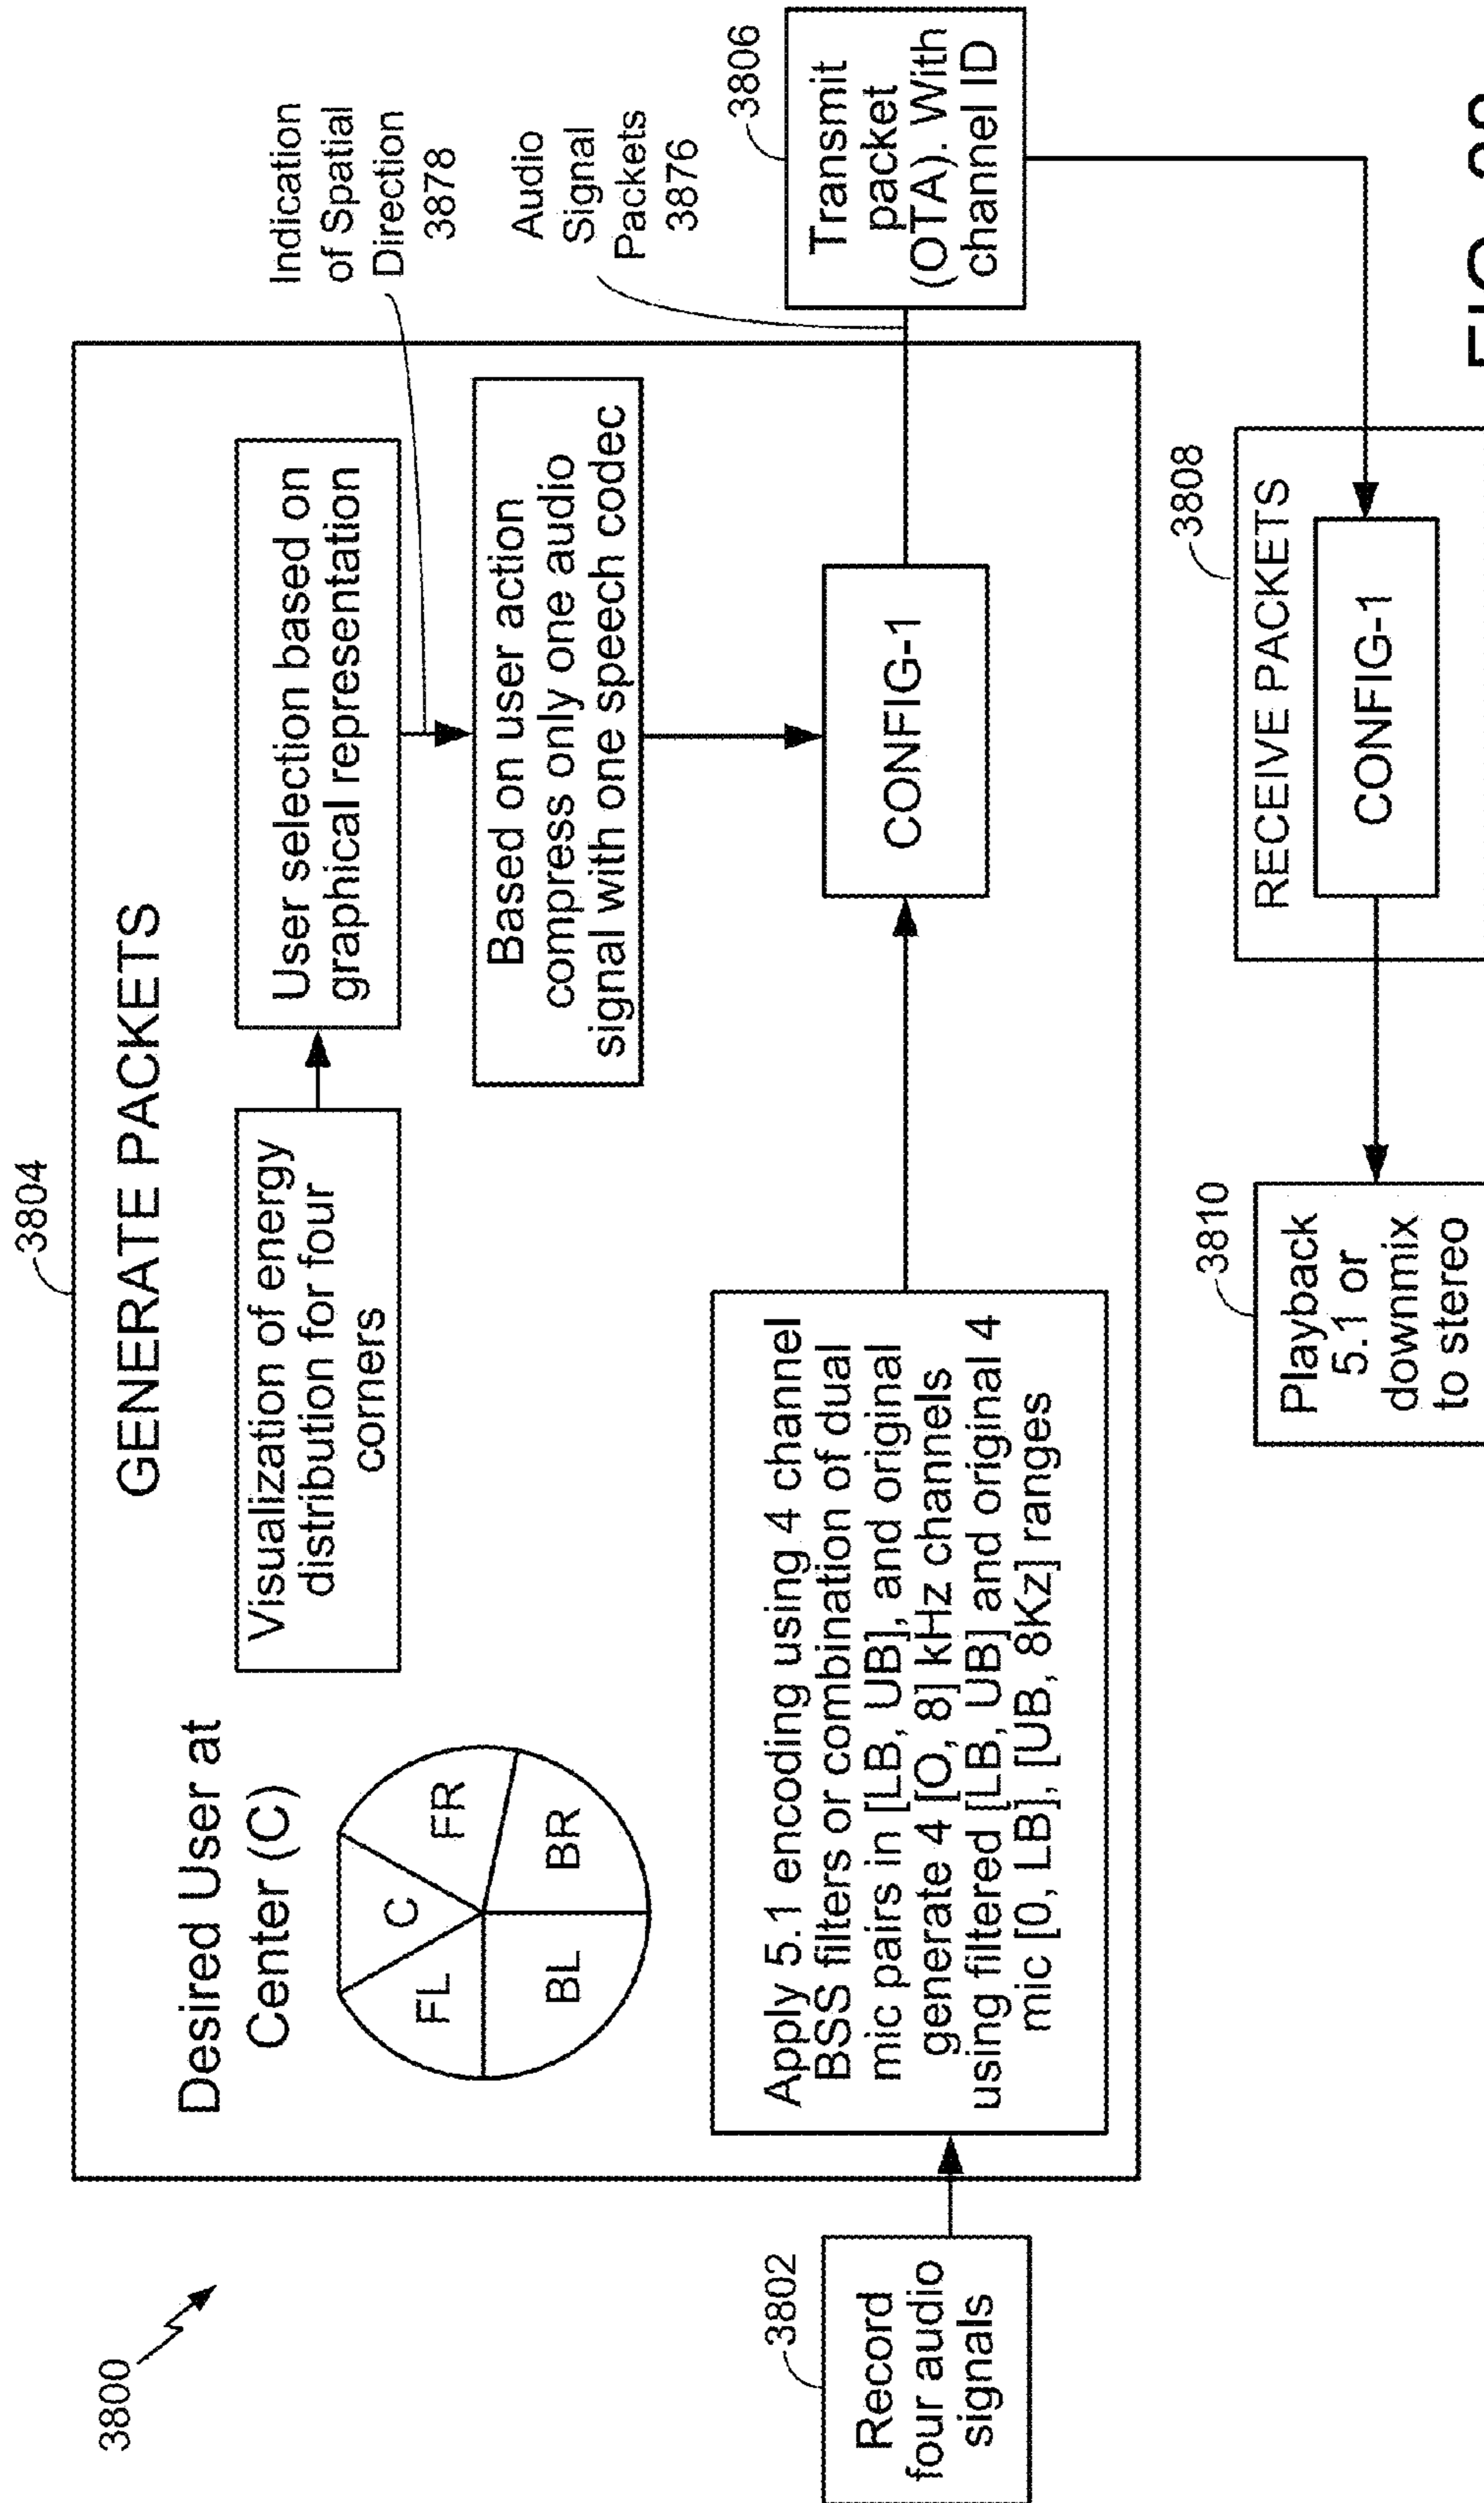 3800
3804
GENERATE PACKETS
Desired User at
Center (C)
FL
C
FR
BL
BR
Visualization of energy
distribution for four
corners
User selection based on
graphical representation
Indication
of Spatial
Direction
3878
Based on user action
compress only one audio
signal with one speech codec
Audio
Signal
Packets
3876
3802
Record
four audio
signals
Apply 5.1 encoding using 4 channel
BSS filters or combination of dual
mic pairs in [LB, UB], and original
generate 4 [O, 8] kHz channels
using filtered [LB, UB] and original 4
mic [0, LB], [UB, 8Kz] ranges
CONFIG-1
3806
Transmit
packet
(OTA). With
channel ID
3808
RECEIVE PACKETS
CONFIG-1
3810
Playback
5.1 or
downmix
to stereo